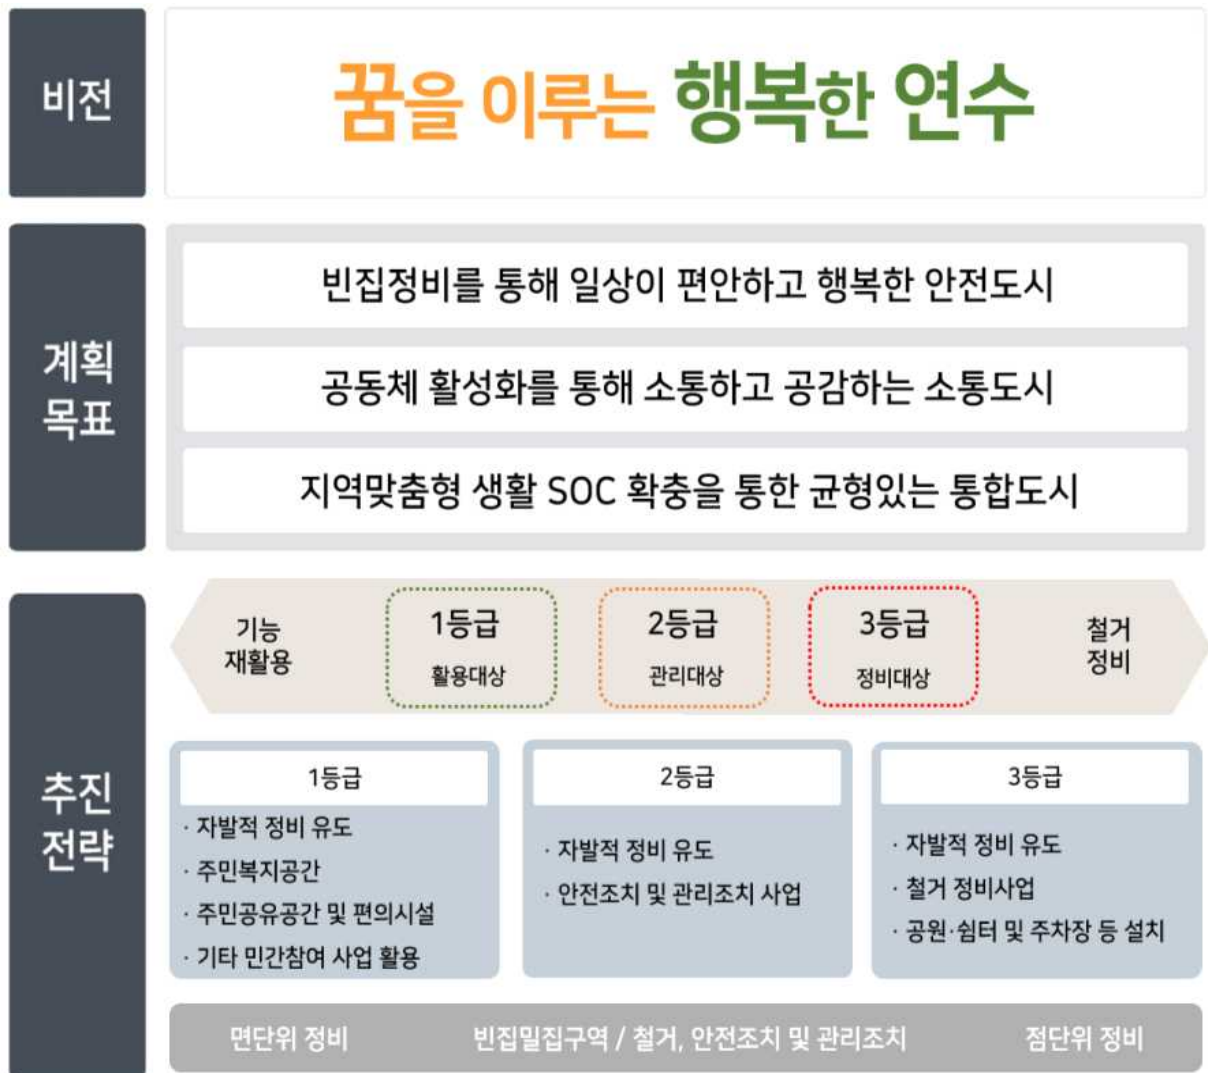 비전
꿈을 이루는 행복한 연수
계획
목표
빈집정비를 통해 일상이 편안하고 행복한 안전도시
공동체 활성화를 통해 소통하고 공감하는 소통도시
지역맞춤형 생활 SOC 확충을 통한 균형있는 통합도시
추진
전략
기능
재활용
1등급
활용대상
2등급
관리대상
3등급
정비대상
철거
정비
1등급
· 자발적 정비 유도
· 주민복지공간
· 주민공유공간 및 편의시설
· 기타 민간참여 사업 활용
2등급
· 자발적 정비 유도
· 안전조치 및 관리조치 사업
3등급
· 자발적 정비 유도
· 철거 정비사업
· 공원·쉼터 및 주차장 등 설치
면단위 정비
빈집밀집구역 / 철거, 안전조치 및 관리조치
점단위 정비